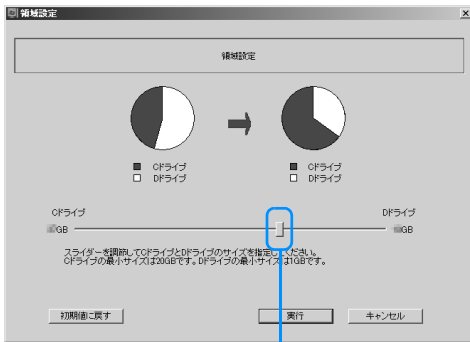 領域設定
領域設定
Cドライブ
Dドライブ
Cドライブ
Dドライブ
Cドライブ
Dドライブ
GB
GB
スライダーを調節してCドライブとDドライブのサイズを指定してください。
Cドライブの最小サイズは20GBです。Dドライブの最小サイズは1GBです。
初期値に戻す
実行
キャンセル